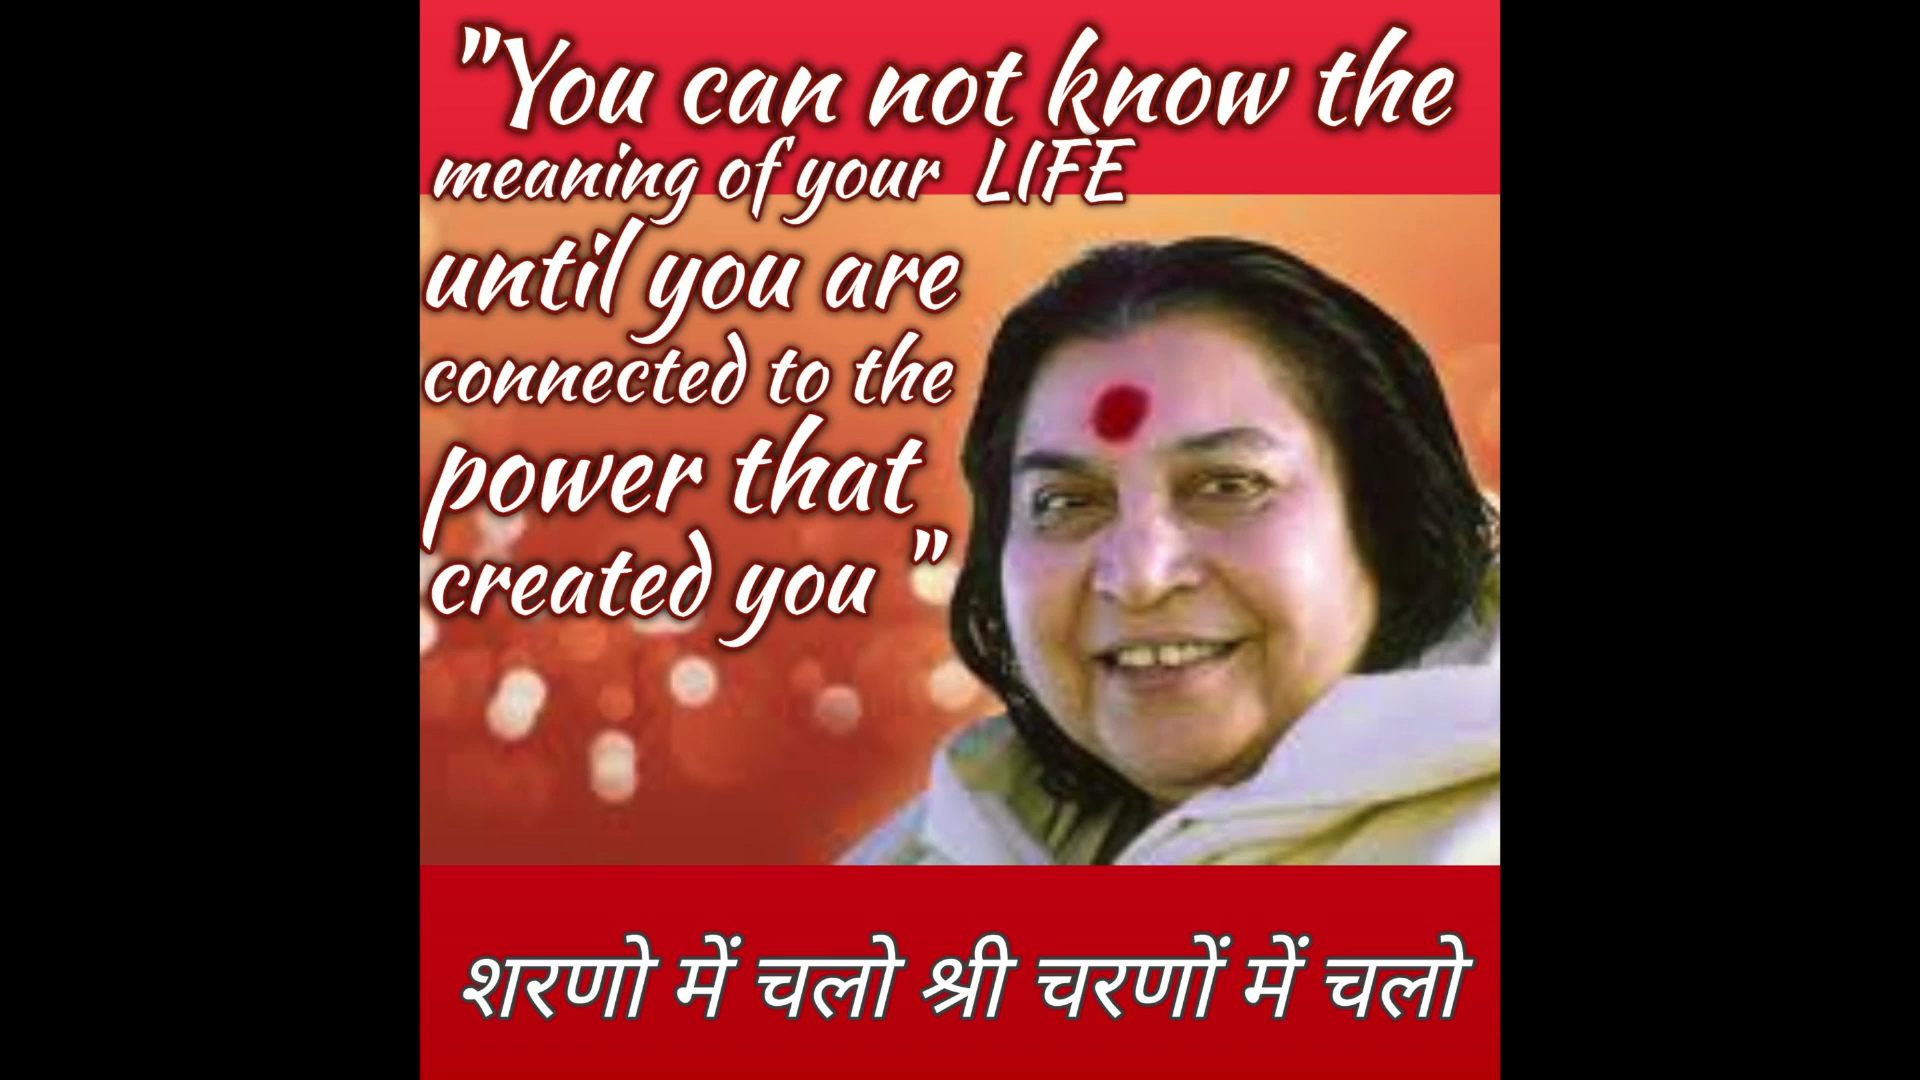 "You can not know the
meaning of your LIFE
until you are
connected to the
power that
created you "
शरणो में चलो श्री चरणों में चलो